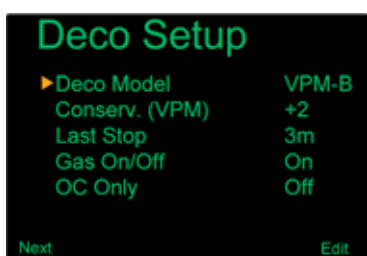 Deco Setup
Deco Model VPM-B
Conserv. (VPM) +2
Last Stop 3m
Gas On/Off On
OC Only Off
Next Edit